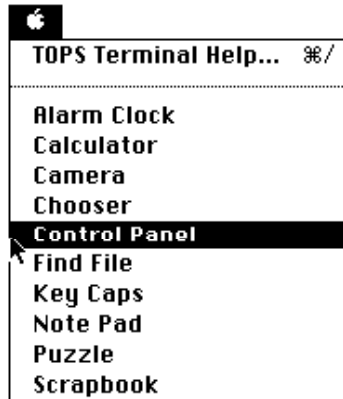 TOPS Terminal Help... ⌘/
Alarm Clock
Calculator
Camera
Chooser
Control Panel
Find File
Key Caps
Note Pad
Puzzle
Scrapbook